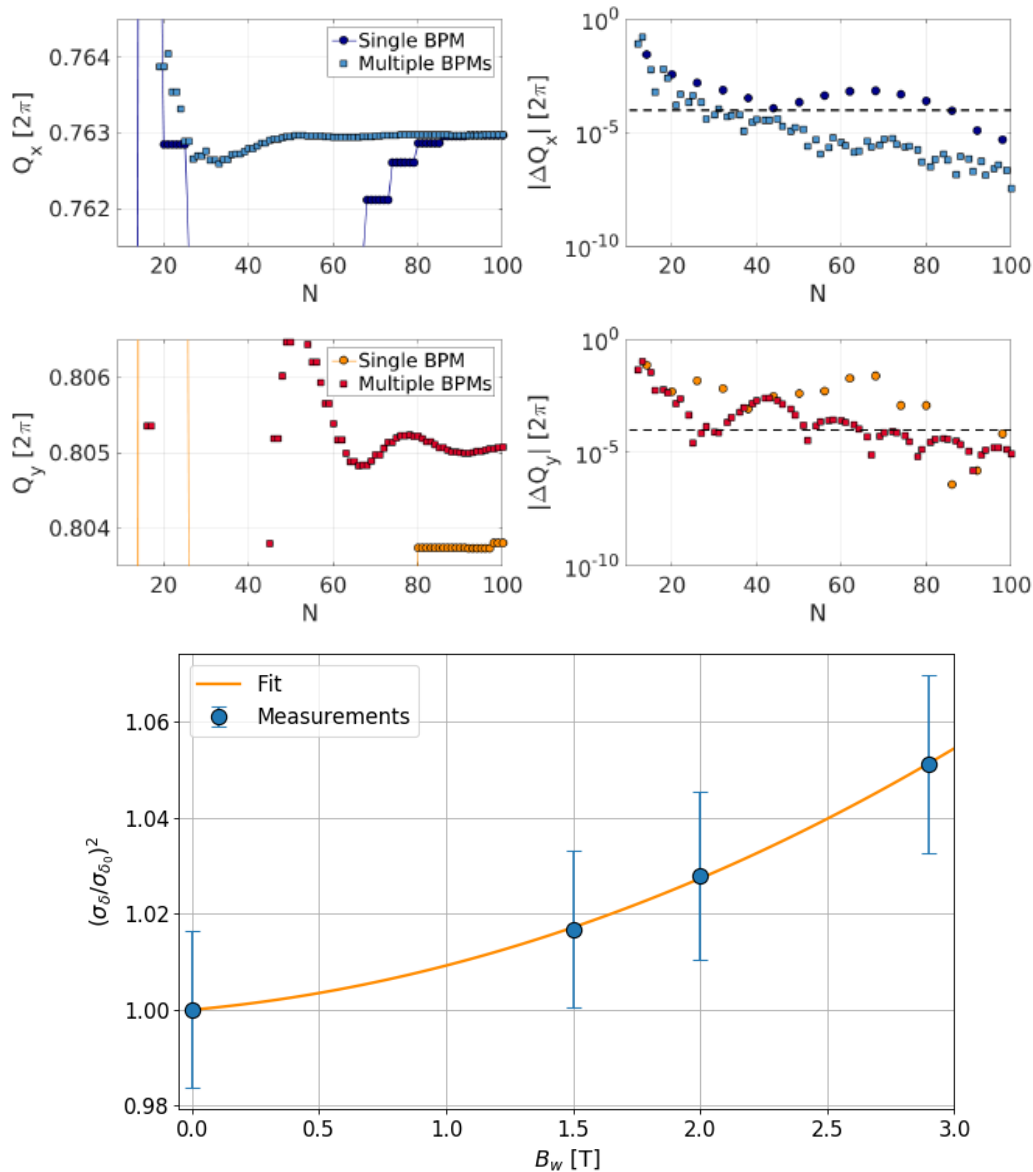 0.764
0.763
0.762
Q_x [2π]
Single BPM
Multiple BPMs
20 40 60 80 100
N
10^0
10^-5
10^-10
|ΔQ_x| [2π]
20 40 60 80 100
N
0.806
0.805
0.804
Q_y [2π]
Single BPM
Multiple BPMs
20 40 60 80 100
N
10^0
10^-5
10^-10
|ΔQ_y| [2π]
20 40 60 80 100
N
Fit
Measurements
1.06
1.04
1.02
1.00
0.98
(σ_δ/σ_δ_0)^2
0.0 0.5 1.0 1.5 2.0 2.5 3.0
B_w [T]